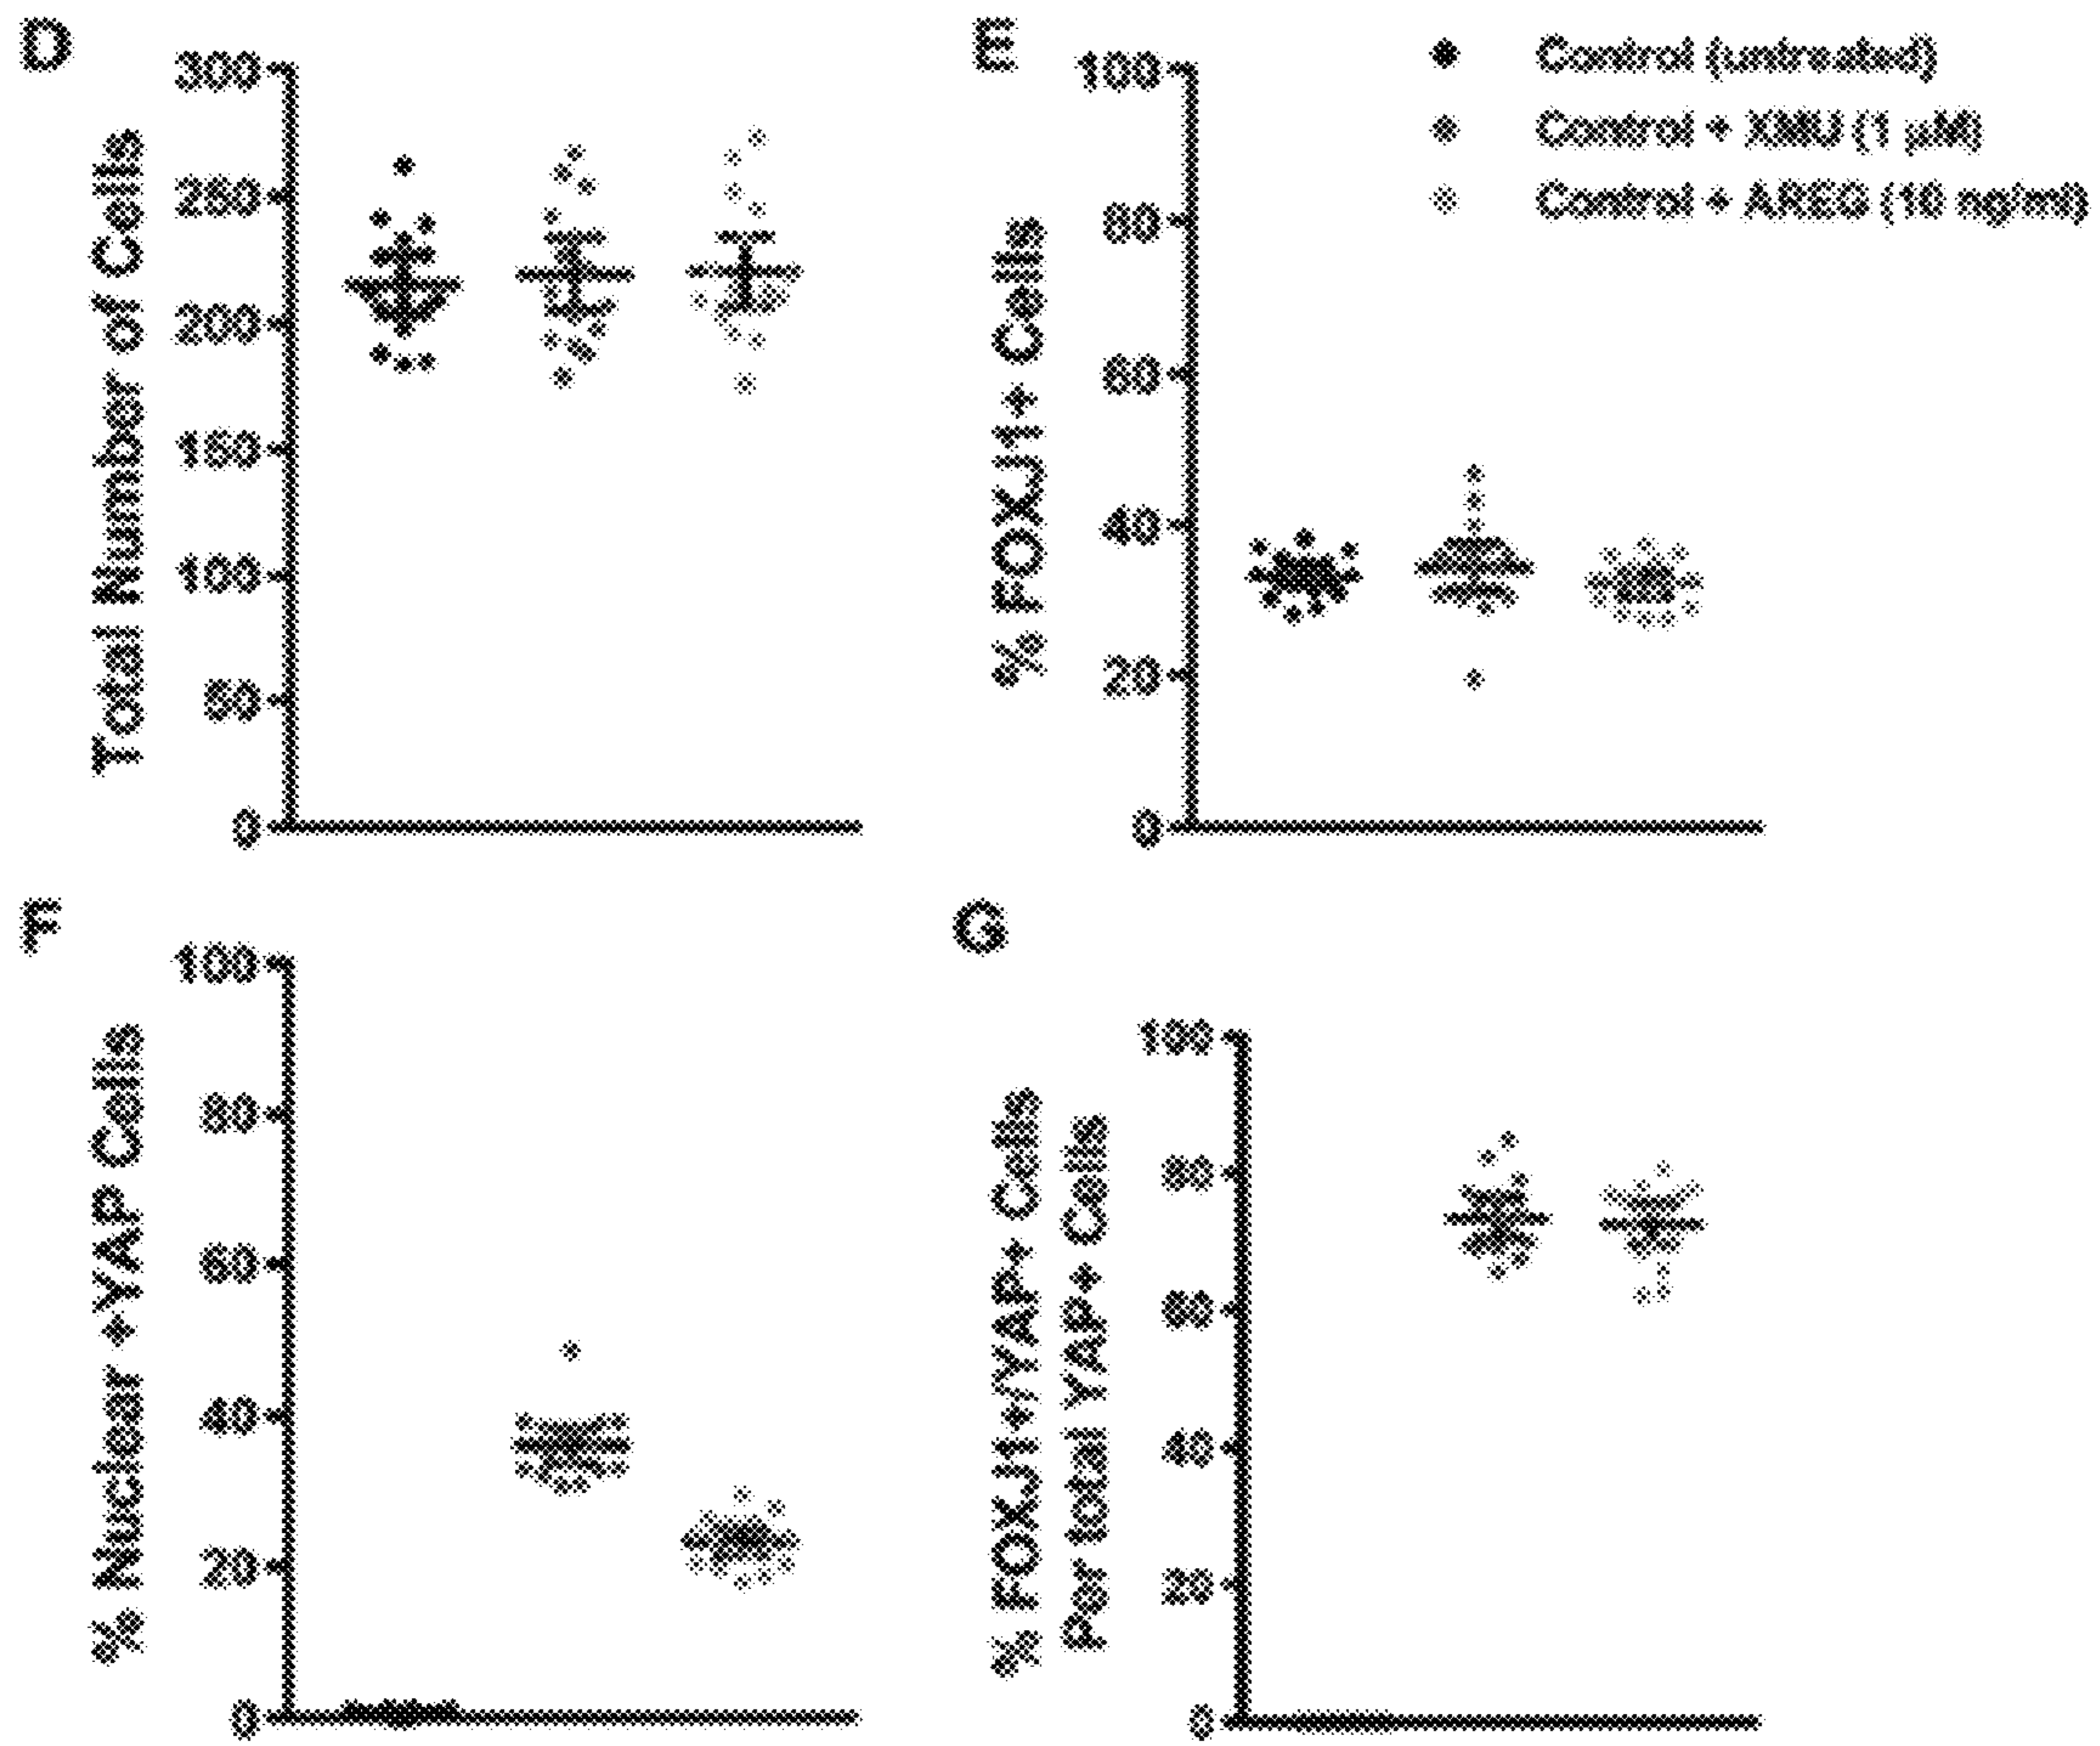 D
Total Number of Cells
300
250
200
150
100
50
0
E
% FOXJ1+ Cells
100
80
60
40
20
0
Control (untreated)
Control + XMU (1 µM)
Control + AREG (10 ng/ml)
F
% Nuclear +YAP Cells
100
80
60
40
20
0
G
% FOXJ1+/YAP+ Cells
Per total YAP+ Cells
100
80
60
40
20
0